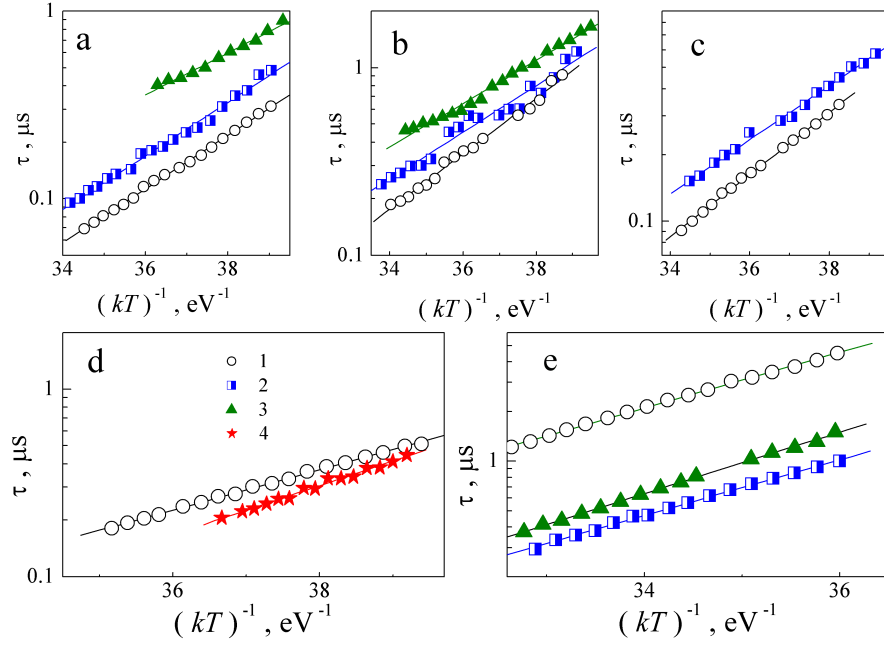 a
τ , μs
1
0.1
34 36 38
(kT)⁻¹ , eV⁻¹
b
τ , μs
1
0.1
34 36 38
(kT)⁻¹ , eV⁻¹
c
τ , μs
1
0.1
34 36 38
(kT)⁻¹ , eV⁻¹
d
1
2
3
4
τ , μs
1
0.1
36 38
(kT)⁻¹ , eV⁻¹
e
τ , μs
1
34 36
(kT)⁻¹ , eV⁻¹